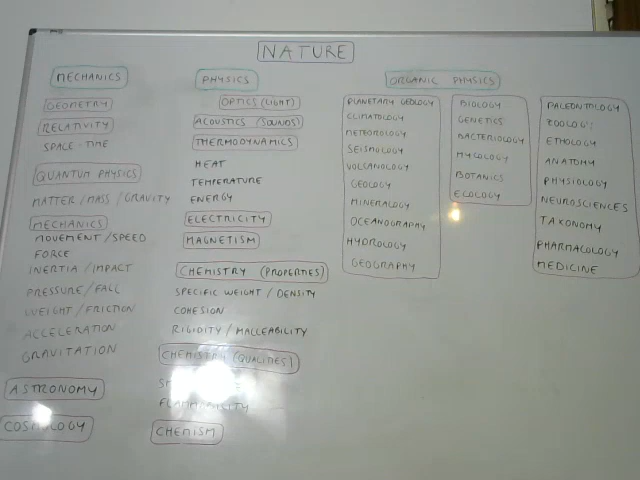 NATURE
MECHANICS
GEOMETRY
RELATIVITY
SPACE-TIME
QUANTUM PHYSICS
MATTER/MASS/GRAVITY
MECHANICS
MOVEMENT/SPEED
FORCE
INERTIA/IMPACT
PRESSURE/FALL
WEIGHT/FRICTION
ACCELERATION
GRAVITATION
ASTRONOMY
COSMOLOGY
PHYSICS
OPTICS (LIGHT)
ACOUSTICS (SOUNDS)
THERMODYNAMICS
HEAT
TEMPERATURE
ENERGY
ELECTRICITY
MAGNETISM
CHEMISTRY (PROPERTIES)
SPECIFIC WEIGHT/DENSITY
COHESION
RIGIDITY/MALLEABILITY
CHEMISTRY (QUALITIES)
FLAMMABILITY
CHEMISM
ORGANIC PHYSICS
PLANETARY GEOLOGY
CLIMATOLOGY
METEROLOGY
SEISMOLOGY
VOLCANOLOGY
GEOLOGY
MINERALOGY
OCEANOGRAPHY
HYDROLOGY
GEOGRAPHY
BIOLOGY
GENETICS
BACTERIOLOGY
MYCOLOGY
BOTANICS
ECOLOGY
PALEONTOLOGY
ZOOLOGY
ETHOLOGY
ANATOMY
PHYSIOLOGY
NEUROSCIENCES
TAXONOMY
PHARMACOLOGY
MEDICINE